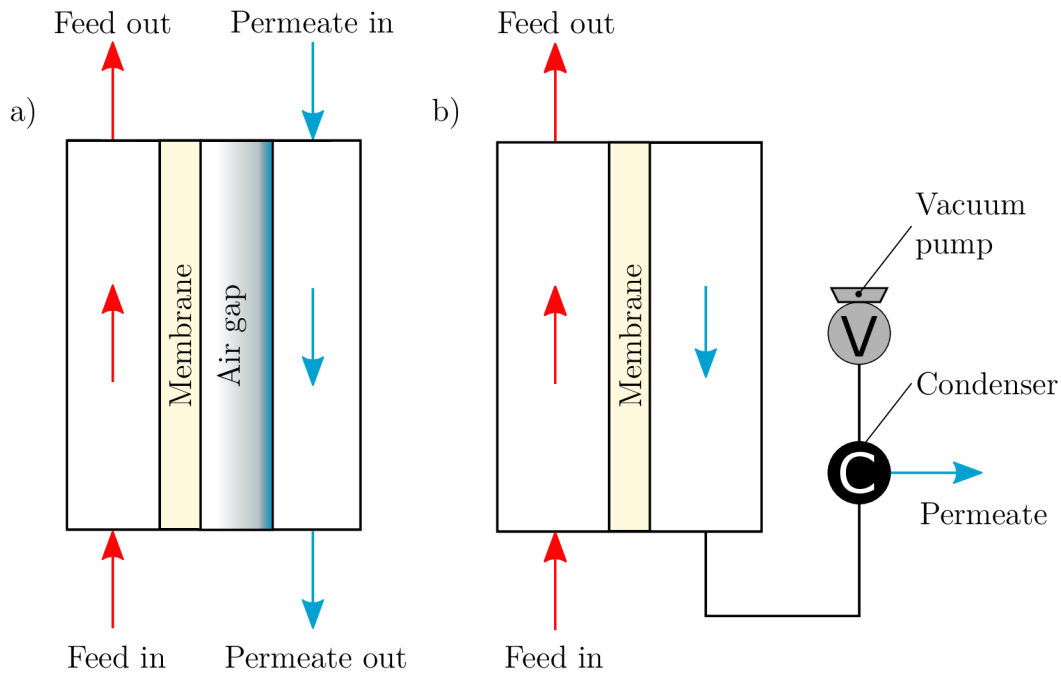 Feed out
Permeate in
a)
Membrane
Air gap
Feed in
Permeate out
b)
Feed out
Membrane
Vacuum
pump
V
Condenser
C
Permeate
Feed in